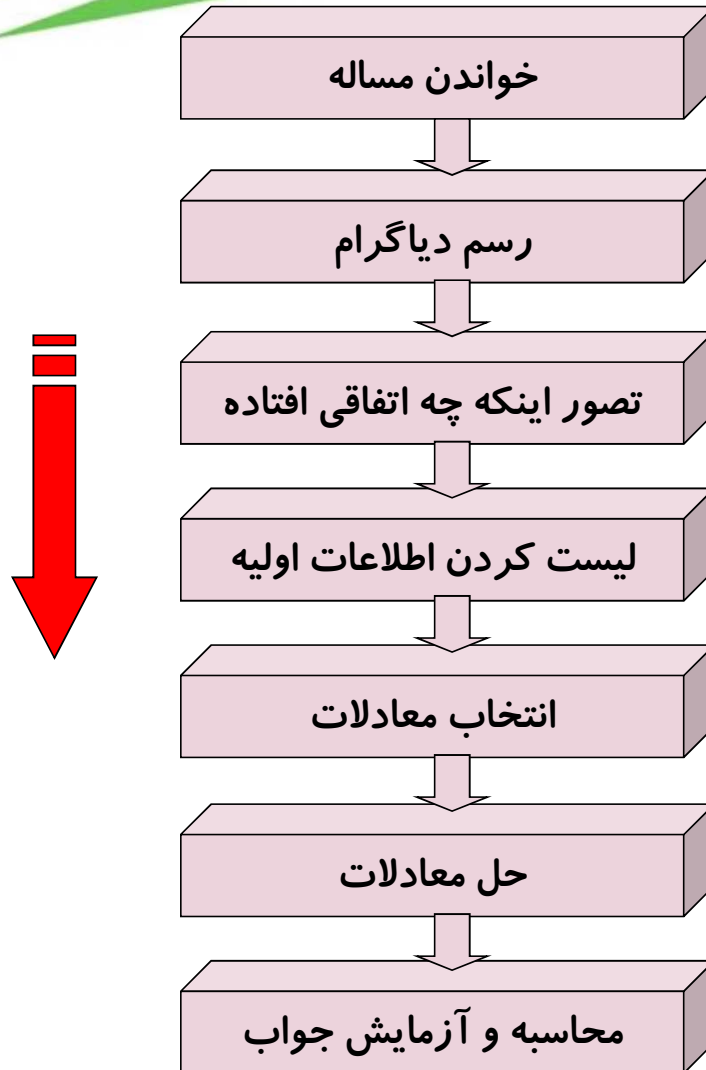 خواندن مساله
رسم دیاگرام
تصور اینکه چه اتفاقی افتاده
لیست کردن اطلاعات اولیه
انتخاب معادلات
حل معادلات
محاسبه و آزمایش جواب